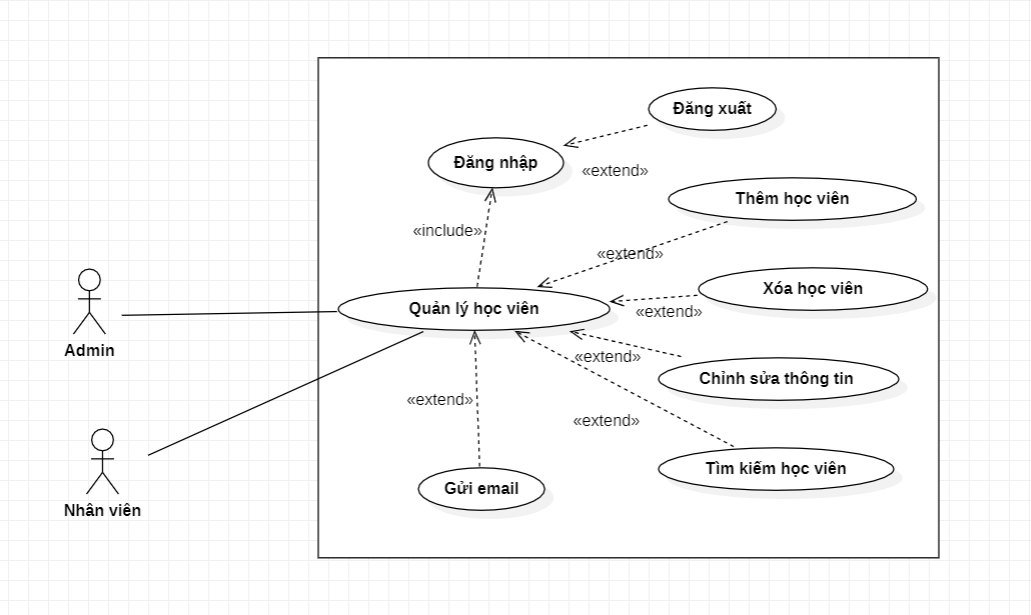 Đăng xuất
Đăng nhập
«extend»
Thêm học viên
«include»
«extend»
Xóa học viên
Quản lý học viên
«extend»
Admin
«extend»
Chỉnh sửa thông tin
«extend»
«extend»
Tìm kiếm học viên
Gửi email
Nhân viên